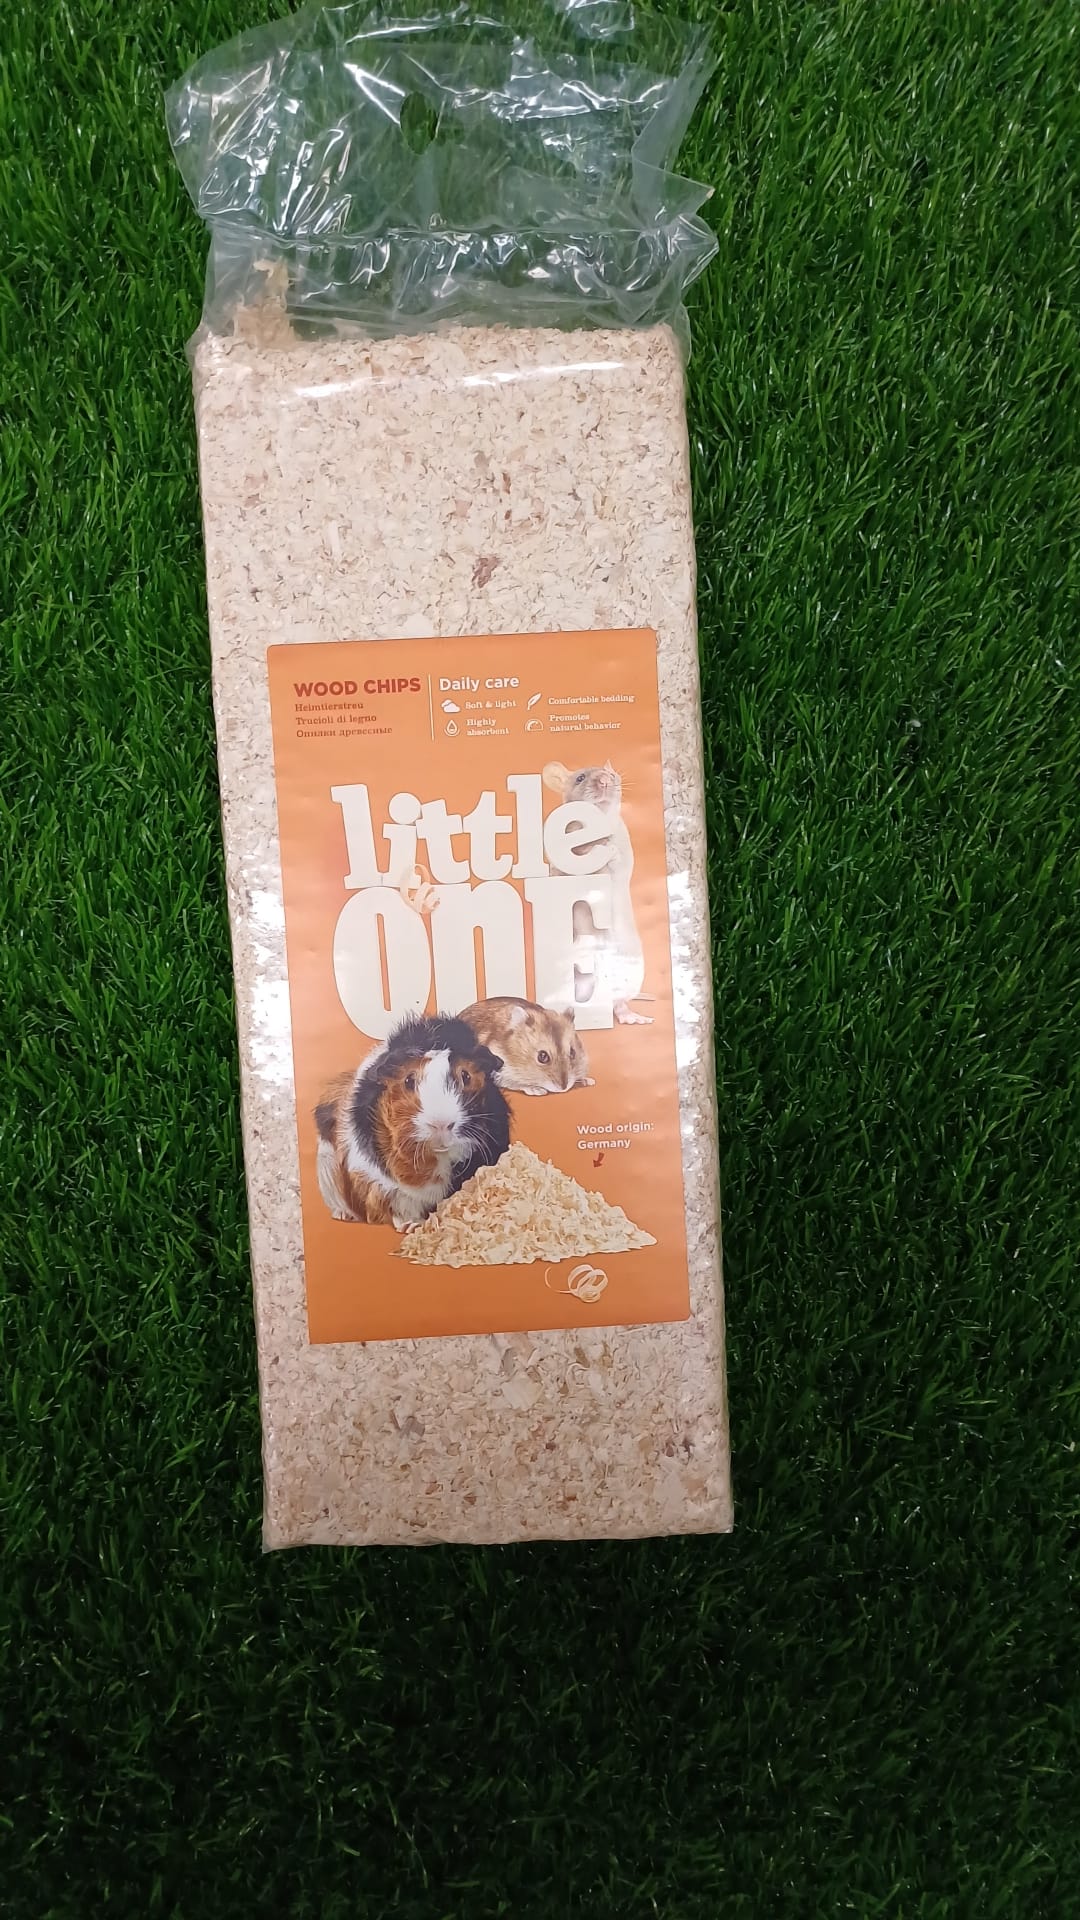 WOOD CHIPS
Heimtierstreu
Trucioli di legno
Опилки древесные
Daily care
Soft & light
Comfortable bedding
Highly
absorbent
Promotes
natural behavior
little
one
Wood origin:
Germany